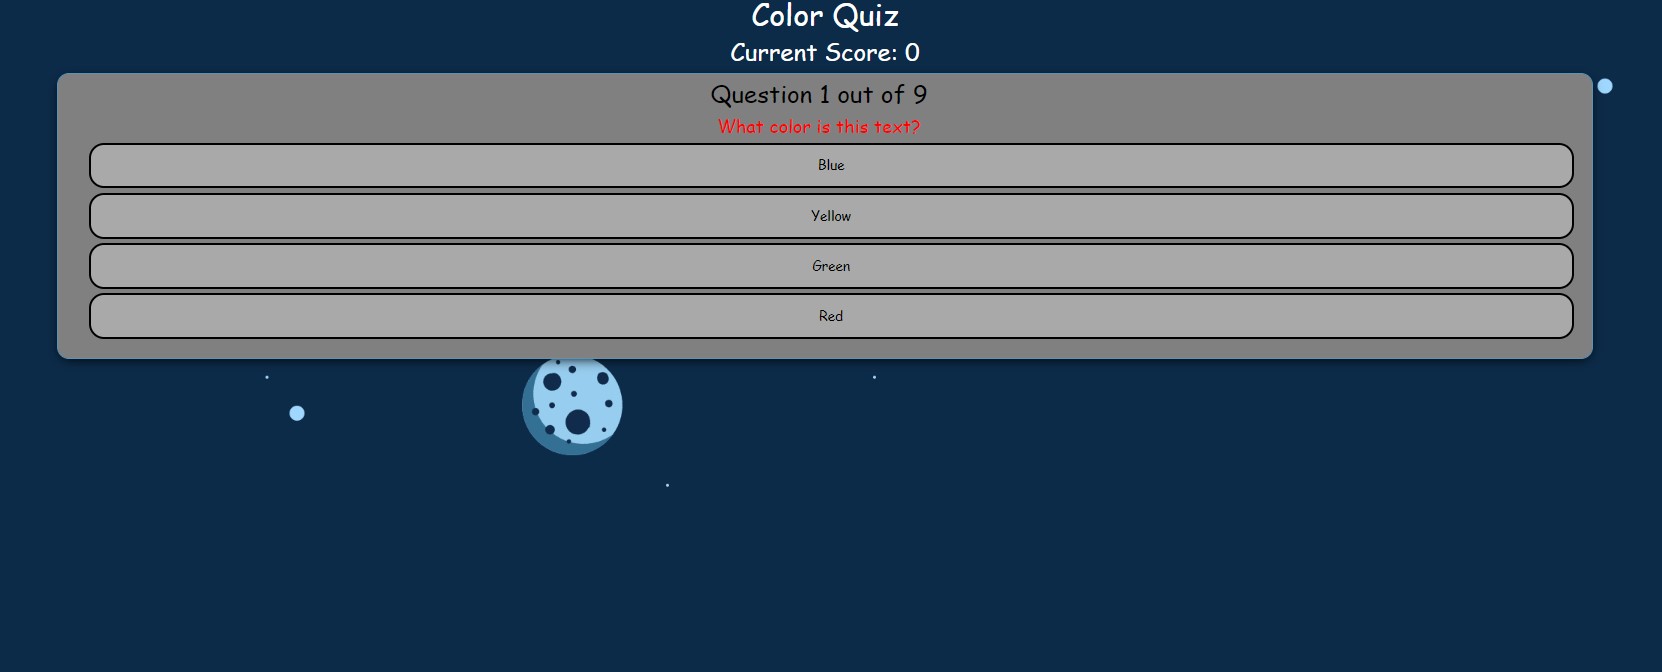 Color Quiz
Current Score: 0
Question 1 out of 9
What color is this text?
Blue
Yellow
Green
Red